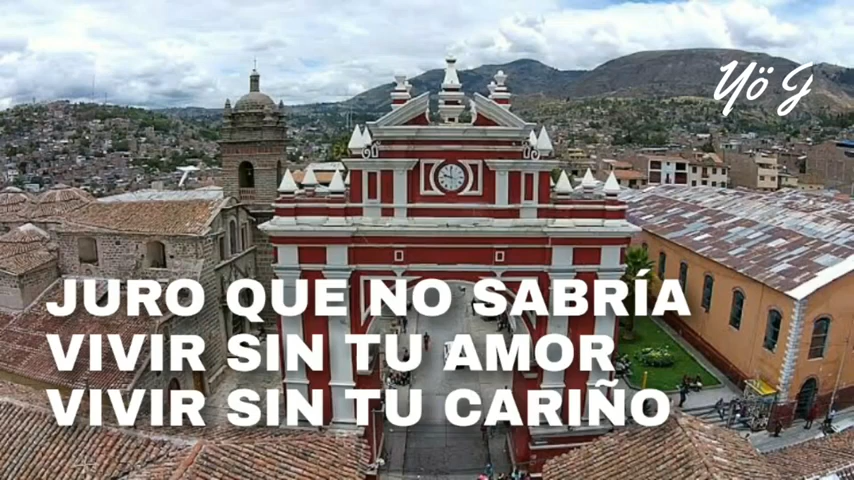 Yö J
JURO QUE NO SABRÍA
VIVIR SIN TU AMOR
VIVIR SIN TU CARIÑO